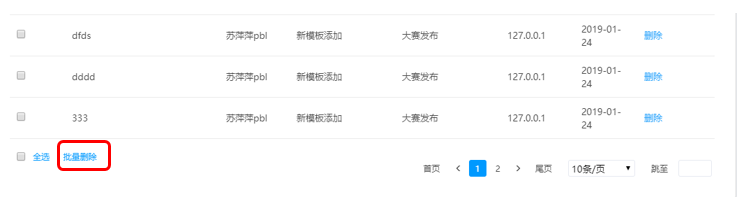 dfds 苏萍萍pbl 新模板添加 大赛发布 127.0.0.1 2019-01-24 删除
dddd 苏萍萍pbl 新模板添加 大赛发布 127.0.0.1 2019-01-24 删除
333 苏萍萍pbl 新模板添加 大赛发布 127.0.0.1 2019-01-24 删除
全选 批量删除
首页 < 1 2 > 尾页 10条/页 跳至